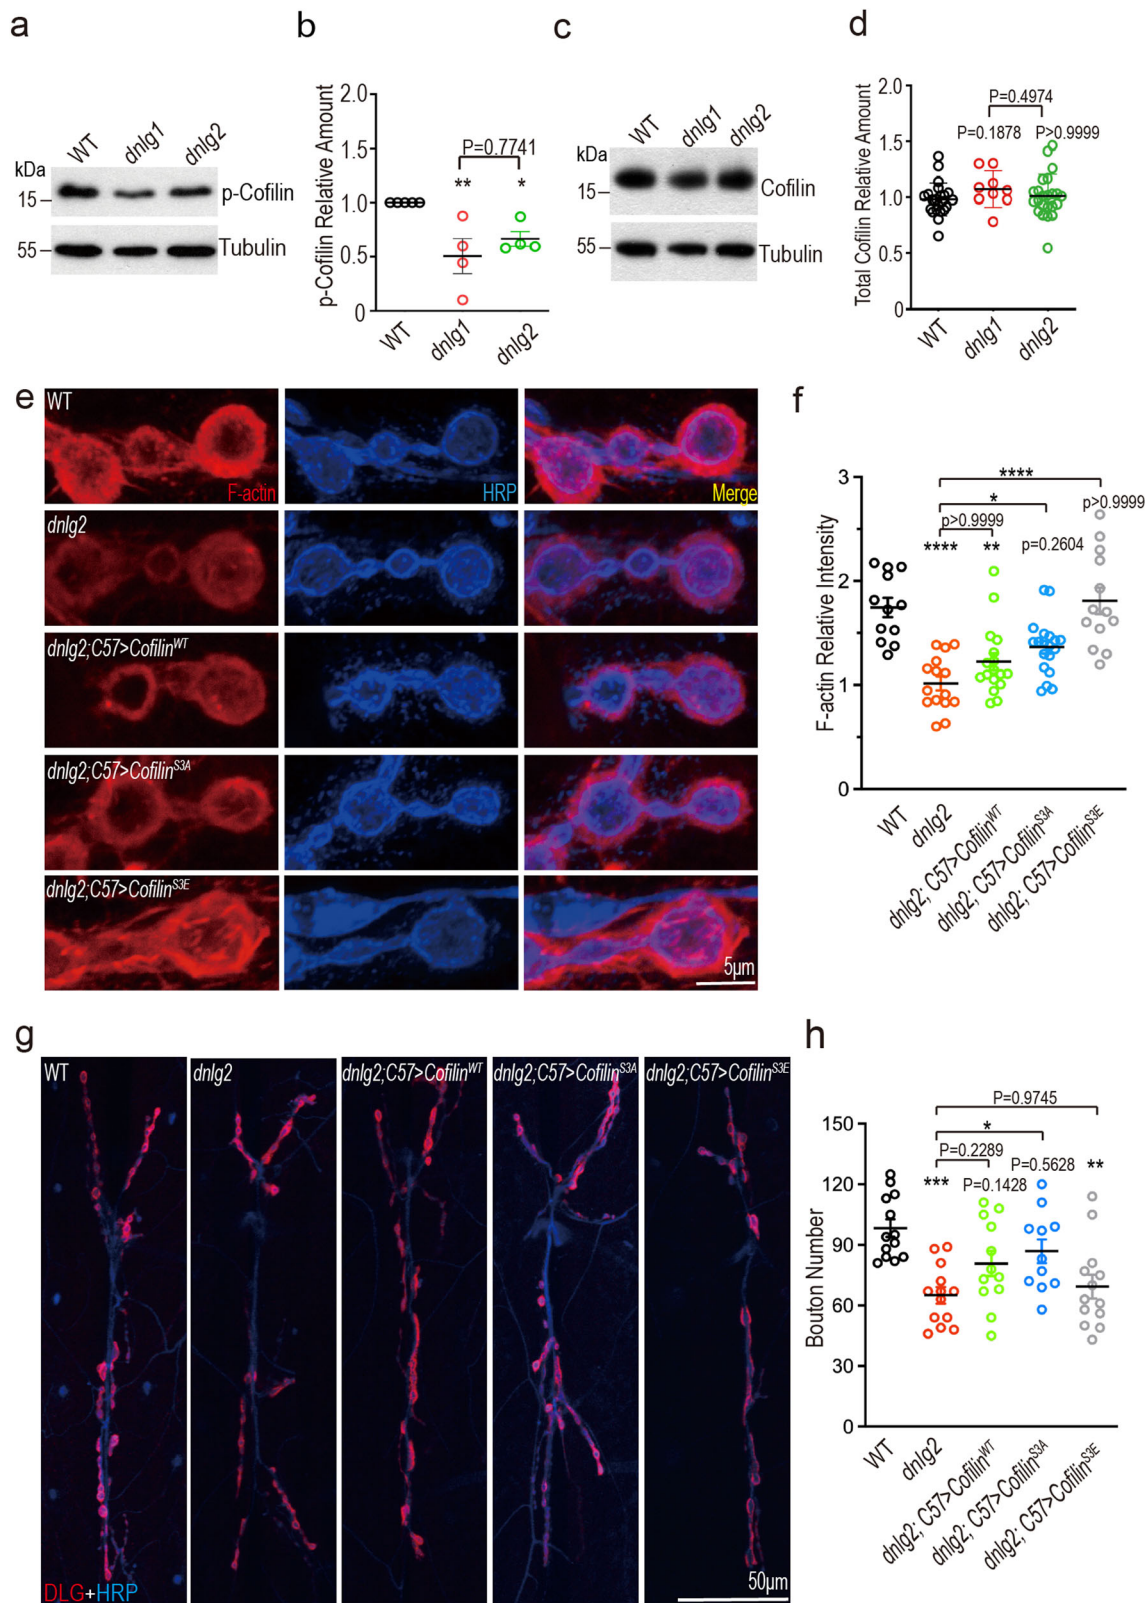 a
WT
dnlg1
dnlg2
kDa
15
p-Cofilin
55
Tubulin
b
p-Cofilin Relative Amount
2.0
1.5
1.0
0.5
0
P=0.7741
**
*
WT
dnlg1
dnlg2
c
WT
dnlg1
dnlg2
kDa
15
Cofilin
55
Tubulin
d
Total Cofilin Relative Amount
2.0
1.5
1.0
0.5
0
P=0.4974
P=0.1878
P>0.9999
WT
dnlg1
dnlg2
e
WT
F-actin
HRP
Merge
dnlg2
dnlg2;C57>Cofilin^WT
dnlg2;C57>Cofilin^S3A
dnlg2;C57>Cofilin^S3E
5μm
f
F-actin Relative Intensity
3
2
1
0
****
*
p>0.9999
p>0.9999
****
**
p=0.2604
WT
dnlg2
dnlg2; C57>Cofilin^WT
dnlg2; C57>Cofilin^S3A
dnlg2; C57>Cofilin^S3E
g
WT
dnlg2
dnlg2;C57>Cofilin^WT
dnlg2;C57>Cofilin^S3A
dnlg2;C57>Cofilin^S3E
DLG+HRP
50μm
h
Bouton Number
150
120
90
60
30
0
P=0.9745
*
P=0.2289
P=0.5628
**
***
P=0.1428
WT
dnlg2
dnlg2; C57>Cofilin^WT
dnlg2; C57>Cofilin^S3A
dnlg2; C57>Cofilin^S3E